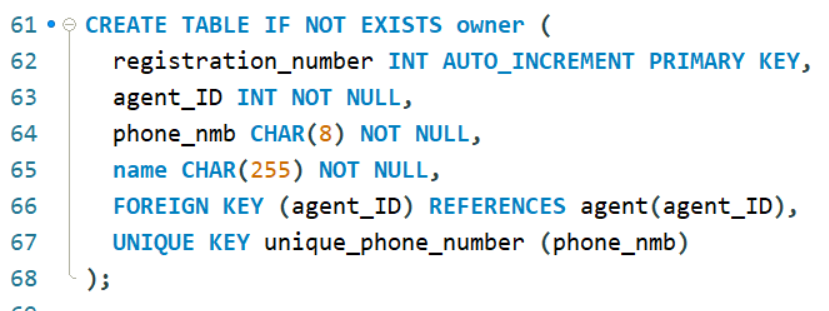 61 CREATE TABLE IF NOT EXISTS owner (
62 registration_number INT AUTO_INCREMENT PRIMARY KEY,
63 agent_ID INT NOT NULL,
64 phone_nmb CHAR(8) NOT NULL,
65 name CHAR(255) NOT NULL,
66 FOREIGN KEY (agent_ID) REFERENCES agent(agent_ID),
67 UNIQUE KEY unique_phone_number (phone_nmb)
68 );